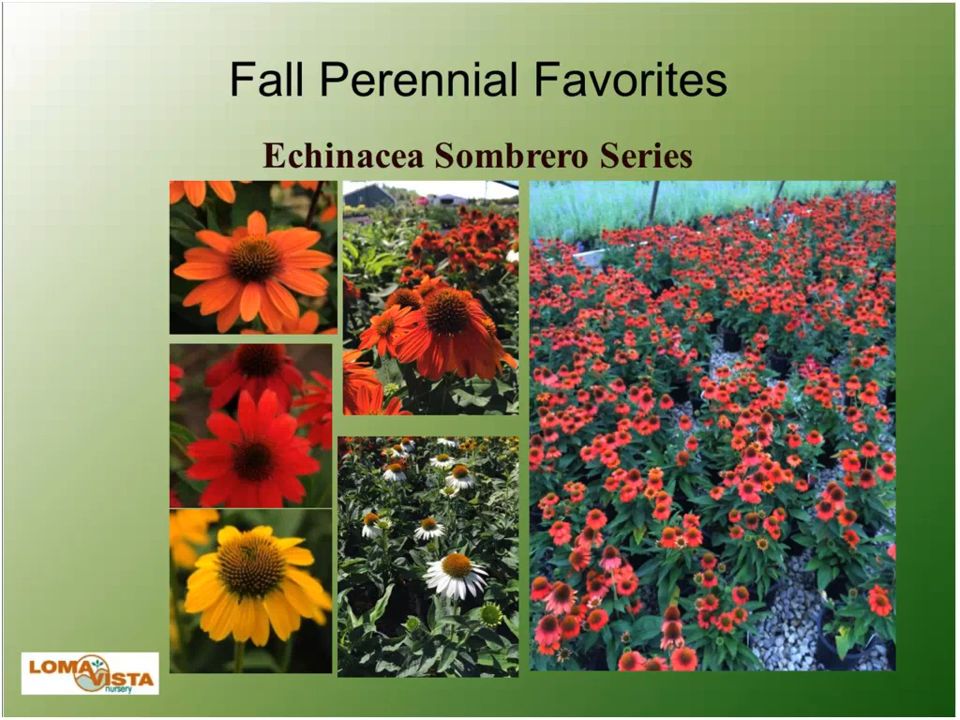 Fall Perennial Favorites
Echinacea Sombrero Series
LOMA
VISTA
nursery